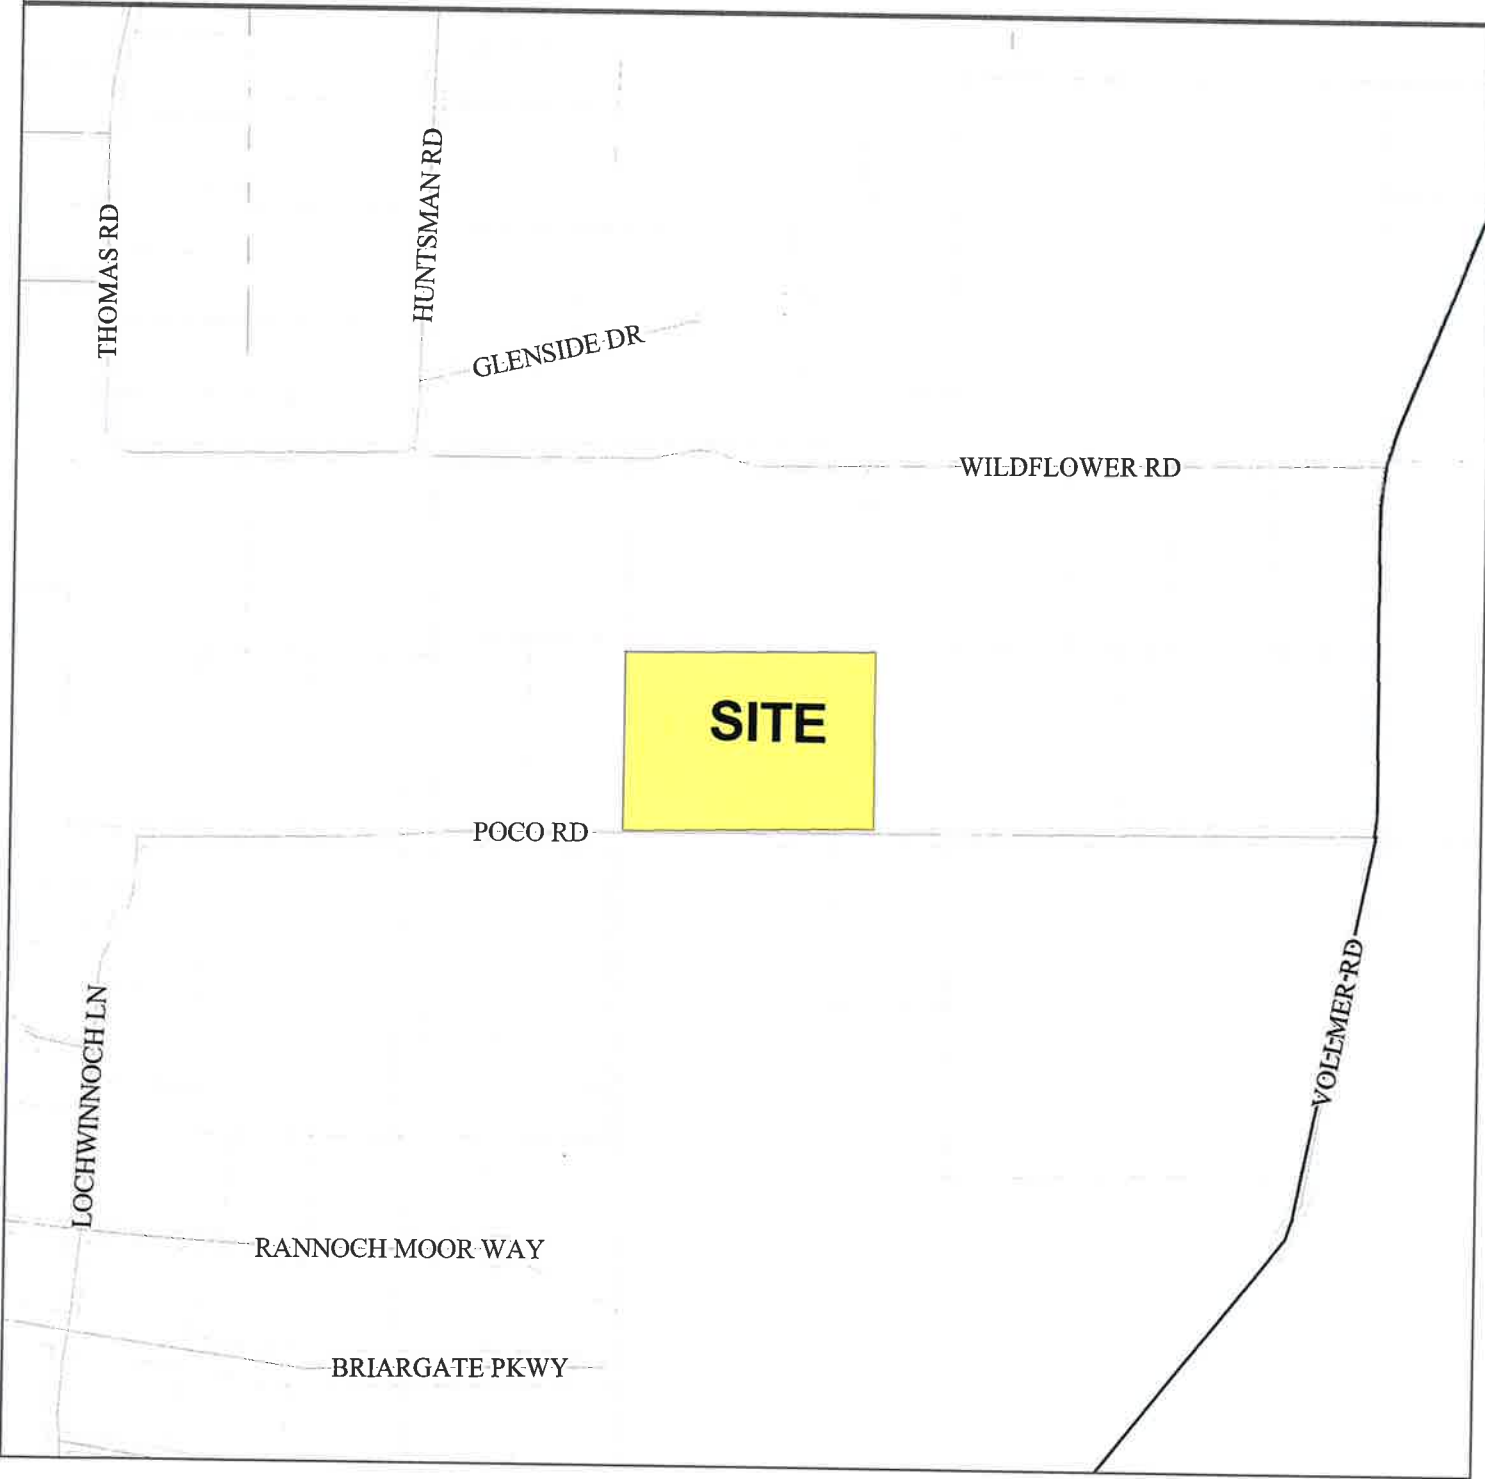 THOMAS RD
HUNTSMAN RD
GLENSIDE DR
WILDFLOWER RD
SITE
POCO RD
VOLLMER RD
LOCHWINNOCH LN
RANNOCH MOOR WAY
BRIARGATE PKWY